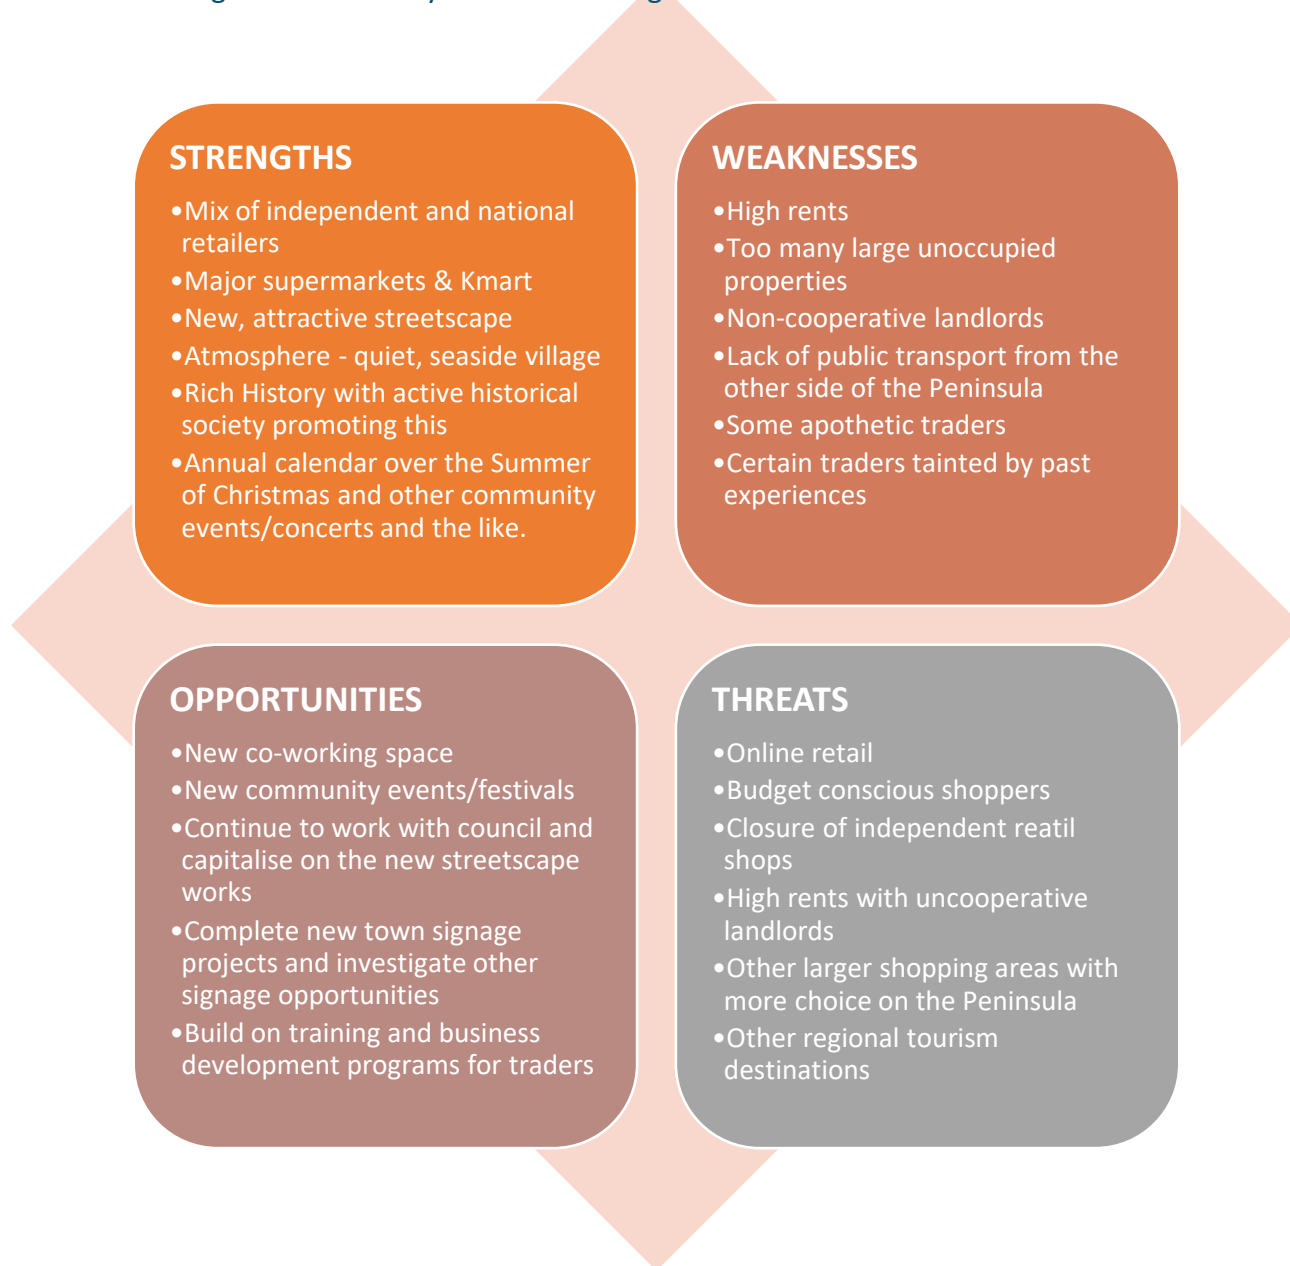 STRENGTHS
•Mix of independent and national
retailers
•Major supermarkets & Kmart
•New, attractive streetscape
•Atmosphere - quiet, seaside village
•Rich History with active historical
society promoting this
•Annual calendar over the Summer
of Christmas and other community
events/concerts and the like.
WEAKNESSES
•High rents
•Too many large unoccupied
properties
•Non-cooperative landlords
•Lack of public transport from the
other side of the Peninsula
•Some apothetic traders
•Certain traders tainted by past
experiences
OPPORTUNITIES
•New co-working space
•New community events/festivals
•Continue to work with council and
capitalise on the new streetscape
works
•Complete new town signage
projects and investigate other
signage opportunities
•Build on training and business
development programs for traders
THREATS
•Online retail
•Budget conscious shoppers
•Closure of independent reatil
shops
•High rents with uncooperative
landlords
•Other larger shopping areas with
more choice on the Peninsula
•Other regional tourism
destinations